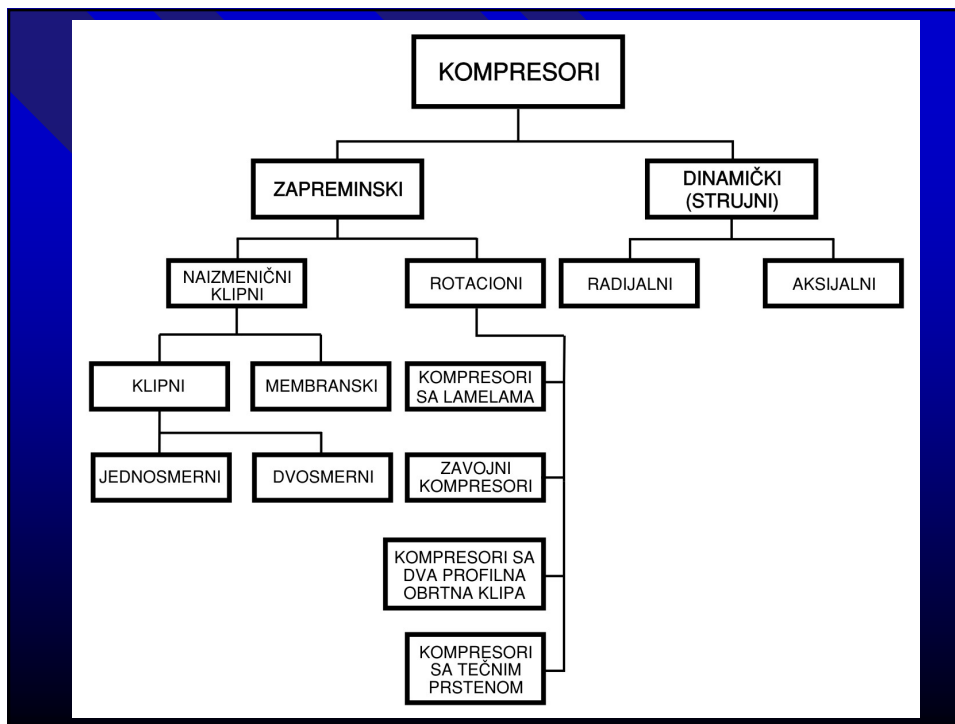 KOMPRESORI
ZAPREMINSKI
DINAMIČKI
(STRUJNI)
NAIZMENIČNI
KLIPNI
ROTACIONI
RADIJALNI
AKSIJALNI
KLIPNI
MEMBRANSKI
KOMPRESORI
SA LAMELAMA
JEDNOSMERNI
DVOSMERNI
ZAVOJNI
KOMPRESORI
KOMPRESORI SA
DVA PROFILNA
OBRTNA KLIPA
KOMPRESORI
SA TEČNIM
PRSTENOM